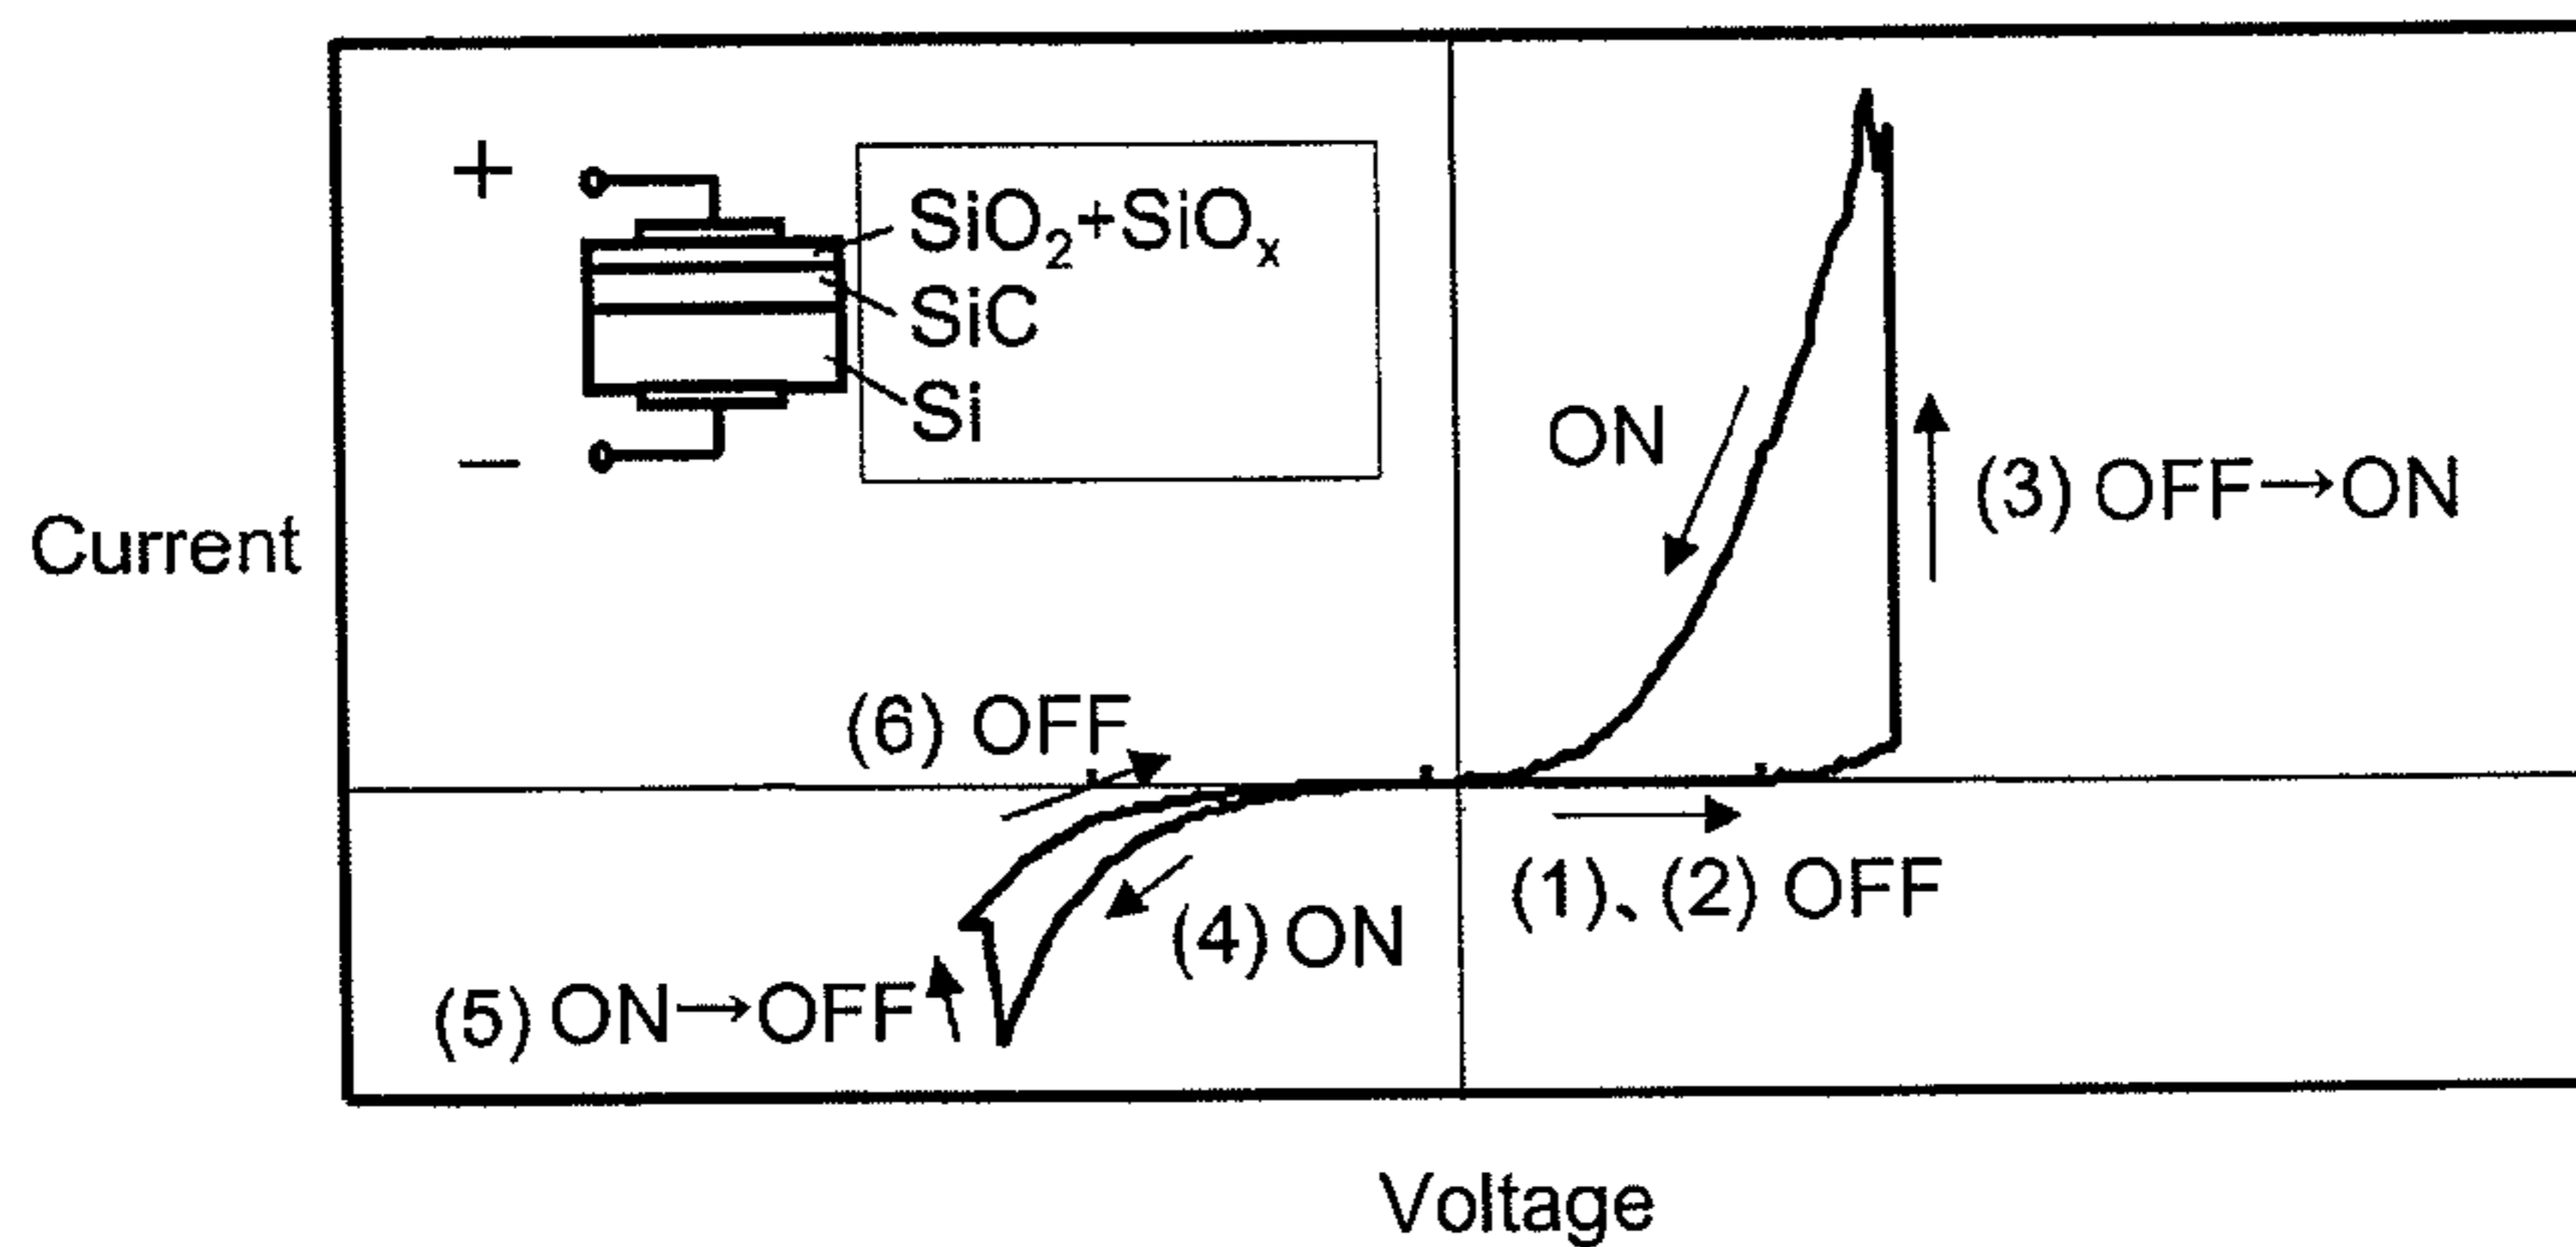 +
SiO₂+SiOₓ
SiC
Si
−
Current
ON
(3) OFF→ON
(6) OFF
(1)、(2) OFF
(4) ON
(5) ON→OFF
Voltage